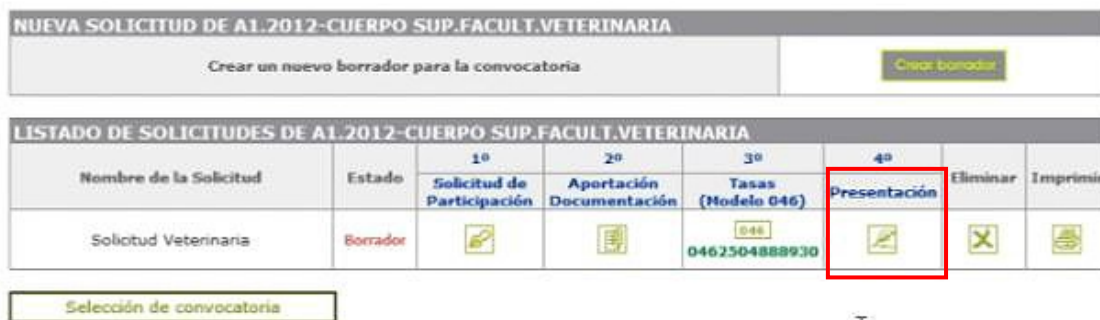 NUEVA SOLICITUD DE A1.2012-CUERPO SUP.FACULT.VETERINARIA
Crear un nuevo borrador para la convocatoria
Crear borrador
LISTADO DE SOLICITUDES DE A1.2012-CUERPO SUP.FACULT.VETERINARIA
Nombre de la Solicitud Estado 1º 2º 3º 4º Eliminar Imprimir
Solicitud de Participación Aportación Documentación Tasas (Modelo 046) Presentación
Solicitud Veterinaria Borrador 046 0462504888930
Selección de convocatoria